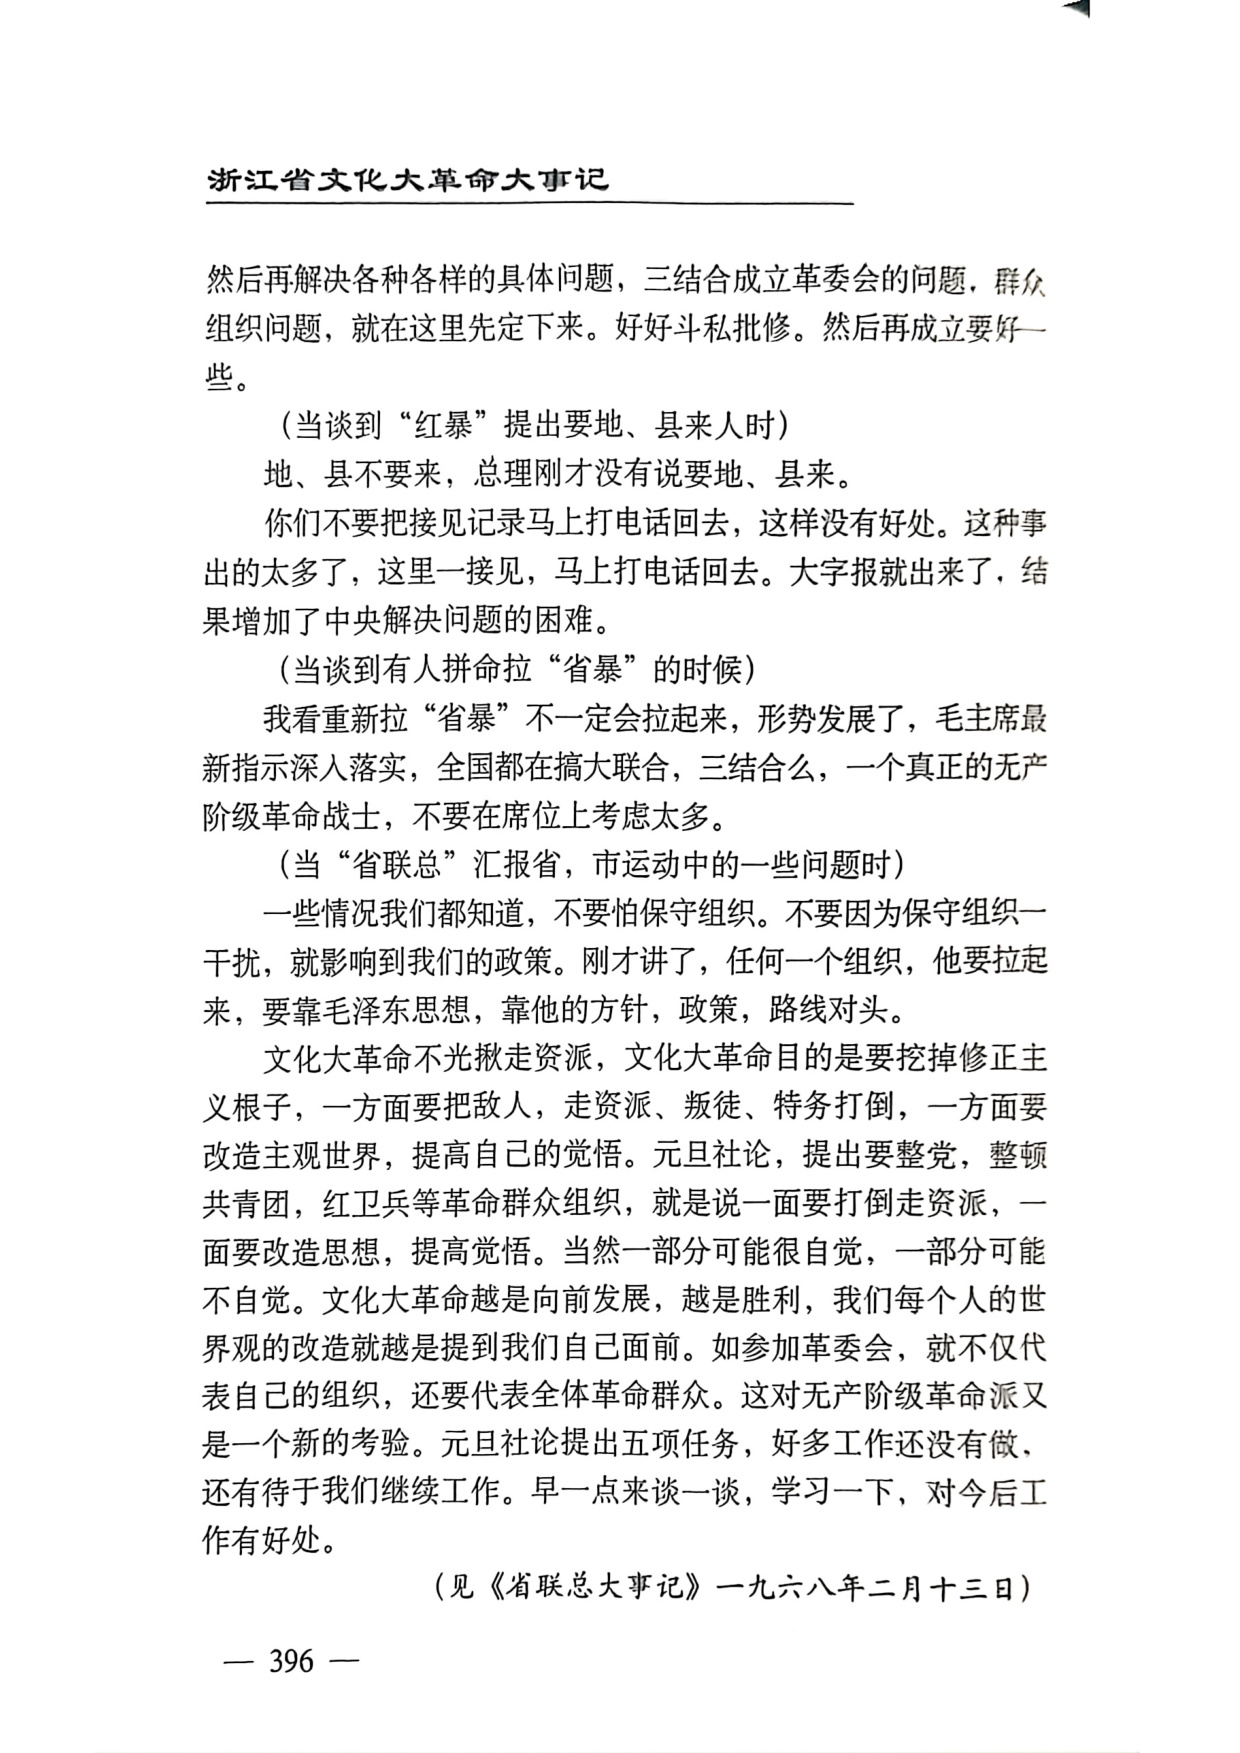 浙江省文化大革命大事记
然后再解决各种各样的具体问题，三结合成立革委会的问题，群众
组织问题，就在这里先定下来。好好斗私批修。然后再成立要好一
些。
（当谈到“红暴”提出要地、县来人时）
地、县不要来，总理刚才没有说要地、县来。
你们不要把接见记录马上打电话回去，这样没有好处。这种事
出的太多了，这里一接见，马上打电话回去。大字报就出来了，结
果增加了中央解决问题的困难。
（当谈到有人拼命拉“省暴”的时候）
我看重新拉“省暴”不一定会拉起来，形势发展了，毛主席最
新指示深入落实，全国都在搞大联合，三结合么，一个真正的无产
阶级革命战士，不要在席位上考虑太多。
（当“省联总”汇报省，市运动中的一些问题时）
一些情况我们都知道，不要怕保守组织。不要因为保守组织一
干扰，就影响到我们的政策。刚才讲了，任何一个组织，他要拉起
来，要靠毛泽东思想，靠他的方针，政策，路线对头。
文化大革命不光揪走资派，文化大革命目的是要挖掉修正主
义根子，一方面要把敌人，走资派、叛徒、特务打倒，一方面要
改造主观世界，提高自己的觉悟。元旦社论，提出要整党，整顿
共青团，红卫兵等革命群众组织，就是说一面要打倒走资派，一
面要改造思想，提高觉悟。当然一部分可能很自觉，一部分可能
不自觉。文化大革命越是向前发展，越是胜利，我们每个人的世
界观的改造就越是提到我们自己面前。如参加革委会，就不仅代
表自己的组织，还要代表全体革命群众。这对无产阶级革命派又
是一个新的考验。元旦社论提出五项任务，好多工作还没有做，
还有待于我们继续工作。早一点来谈一谈，学习一下，对今后工
作有好处。
（见《省联总大事记》一九六八年二月十三日）
— 396 —